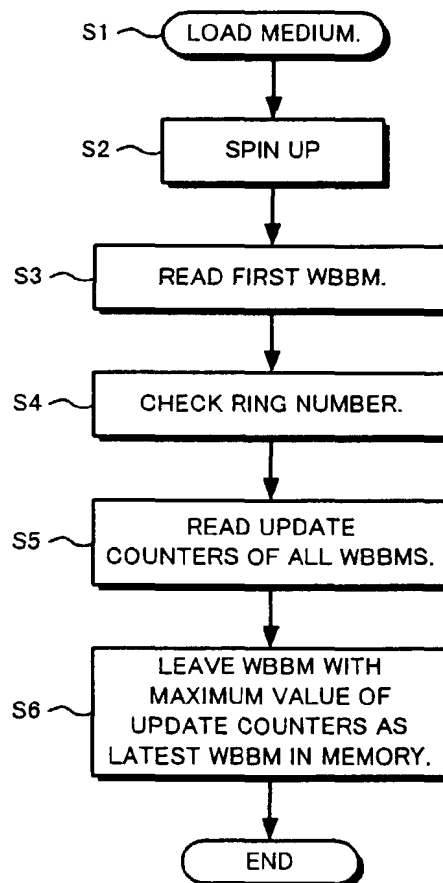 S1
LOAD MEDIUM.
S2
SPIN UP
S3
READ FIRST WBBM.
S4
CHECK RING NUMBER.
S5
READ UPDATE
COUNTERS OF ALL WBBMS.
S6
LEAVE WBBM WITH
MAXIMUM VALUE OF
UPDATE COUNTERS AS
LATEST WBBM IN MEMORY.
END